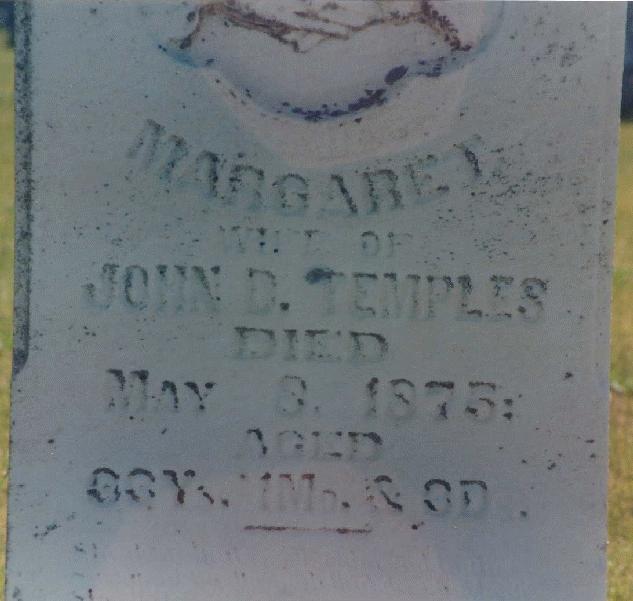 MARGARET
WIFE OF
JOHN D. TEMPLES
DIED
MAY 8. 1875:
AGED